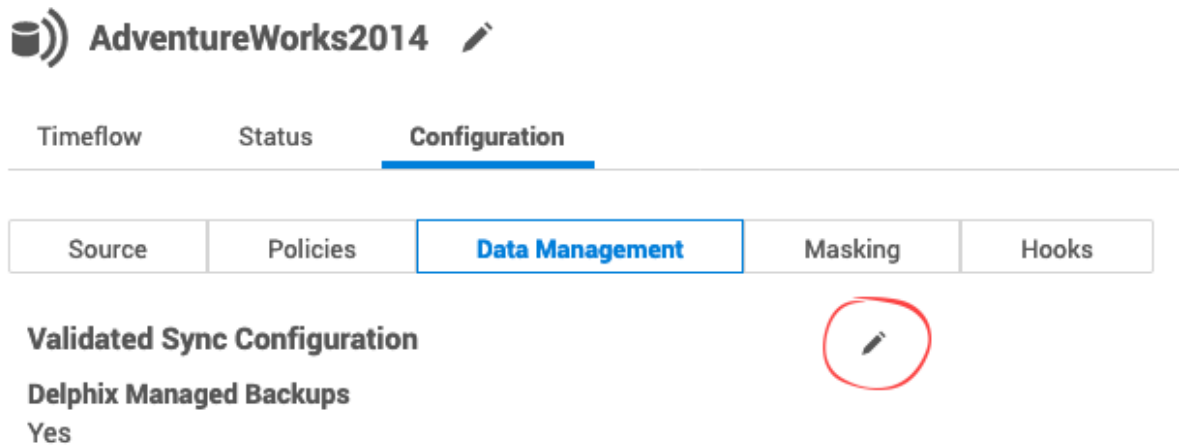 AdventureWorks2014
Timeflow Status Configuration
Source Policies Data Management Masking Hooks
Validated Sync Configuration
Delphix Managed Backups
Yes